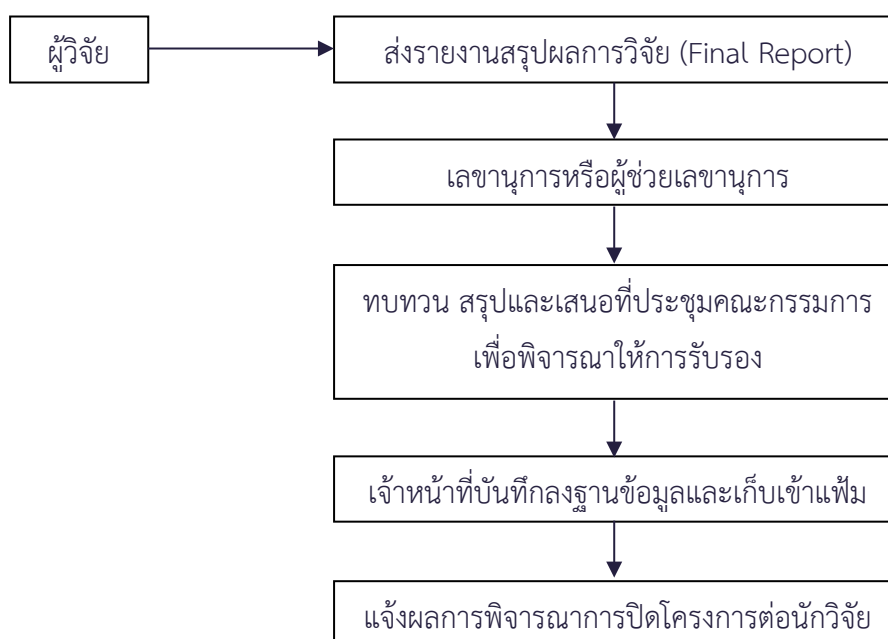 ผู้วิจัย
ส่งรายงานสรุปผลการวิจัย (Final Report)
เลขานุการหรือผู้ช่วยเลขานุการ
ทบทวน สรุปและเสนอที่ประชุมคณะกรรมการ
เพื่อพิจารณาให้การรับรอง
เจ้าหน้าที่บันทึกลงฐานข้อมูลและเก็บเข้าแฟ้ม
แจ้งผลการพิจารณาการปิดโครงการต่อนักวิจัย